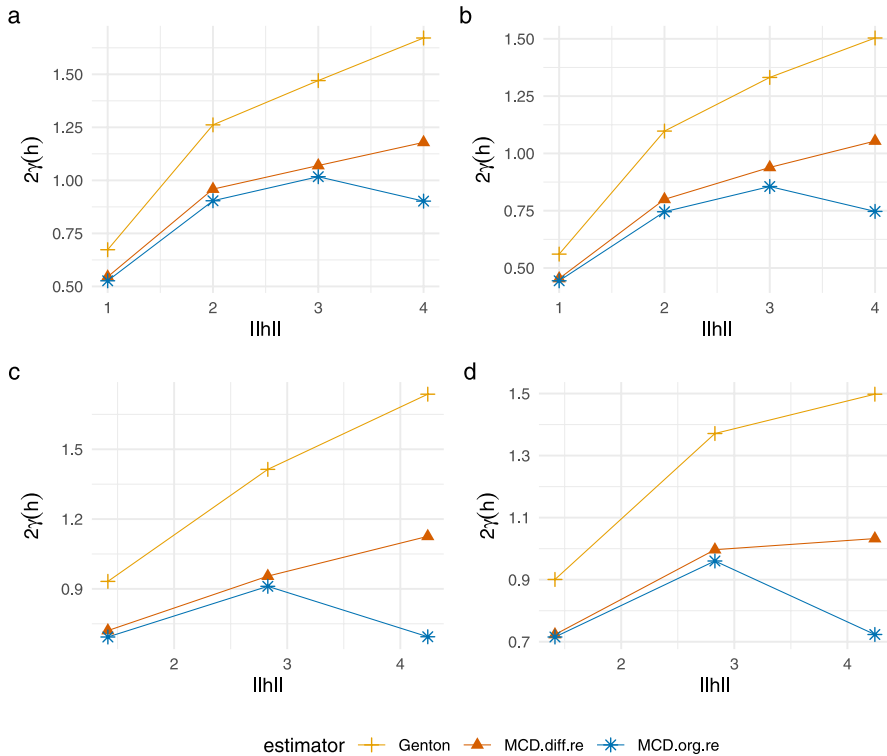 a
2γ(h)
1.50
1.25
1.00
0.75
0.50
1 2 3 4
||h||
b
2γ(h)
1.50
1.25
1.00
0.75
0.50
1 2 3 4
||h||
c
2γ(h)
1.5
1.2
0.9
2 3 4
||h||
d
2γ(h)
1.5
1.3
1.1
0.9
0.7
2 3 4
||h||
estimator Genton MCD.diff.re MCD.org.re